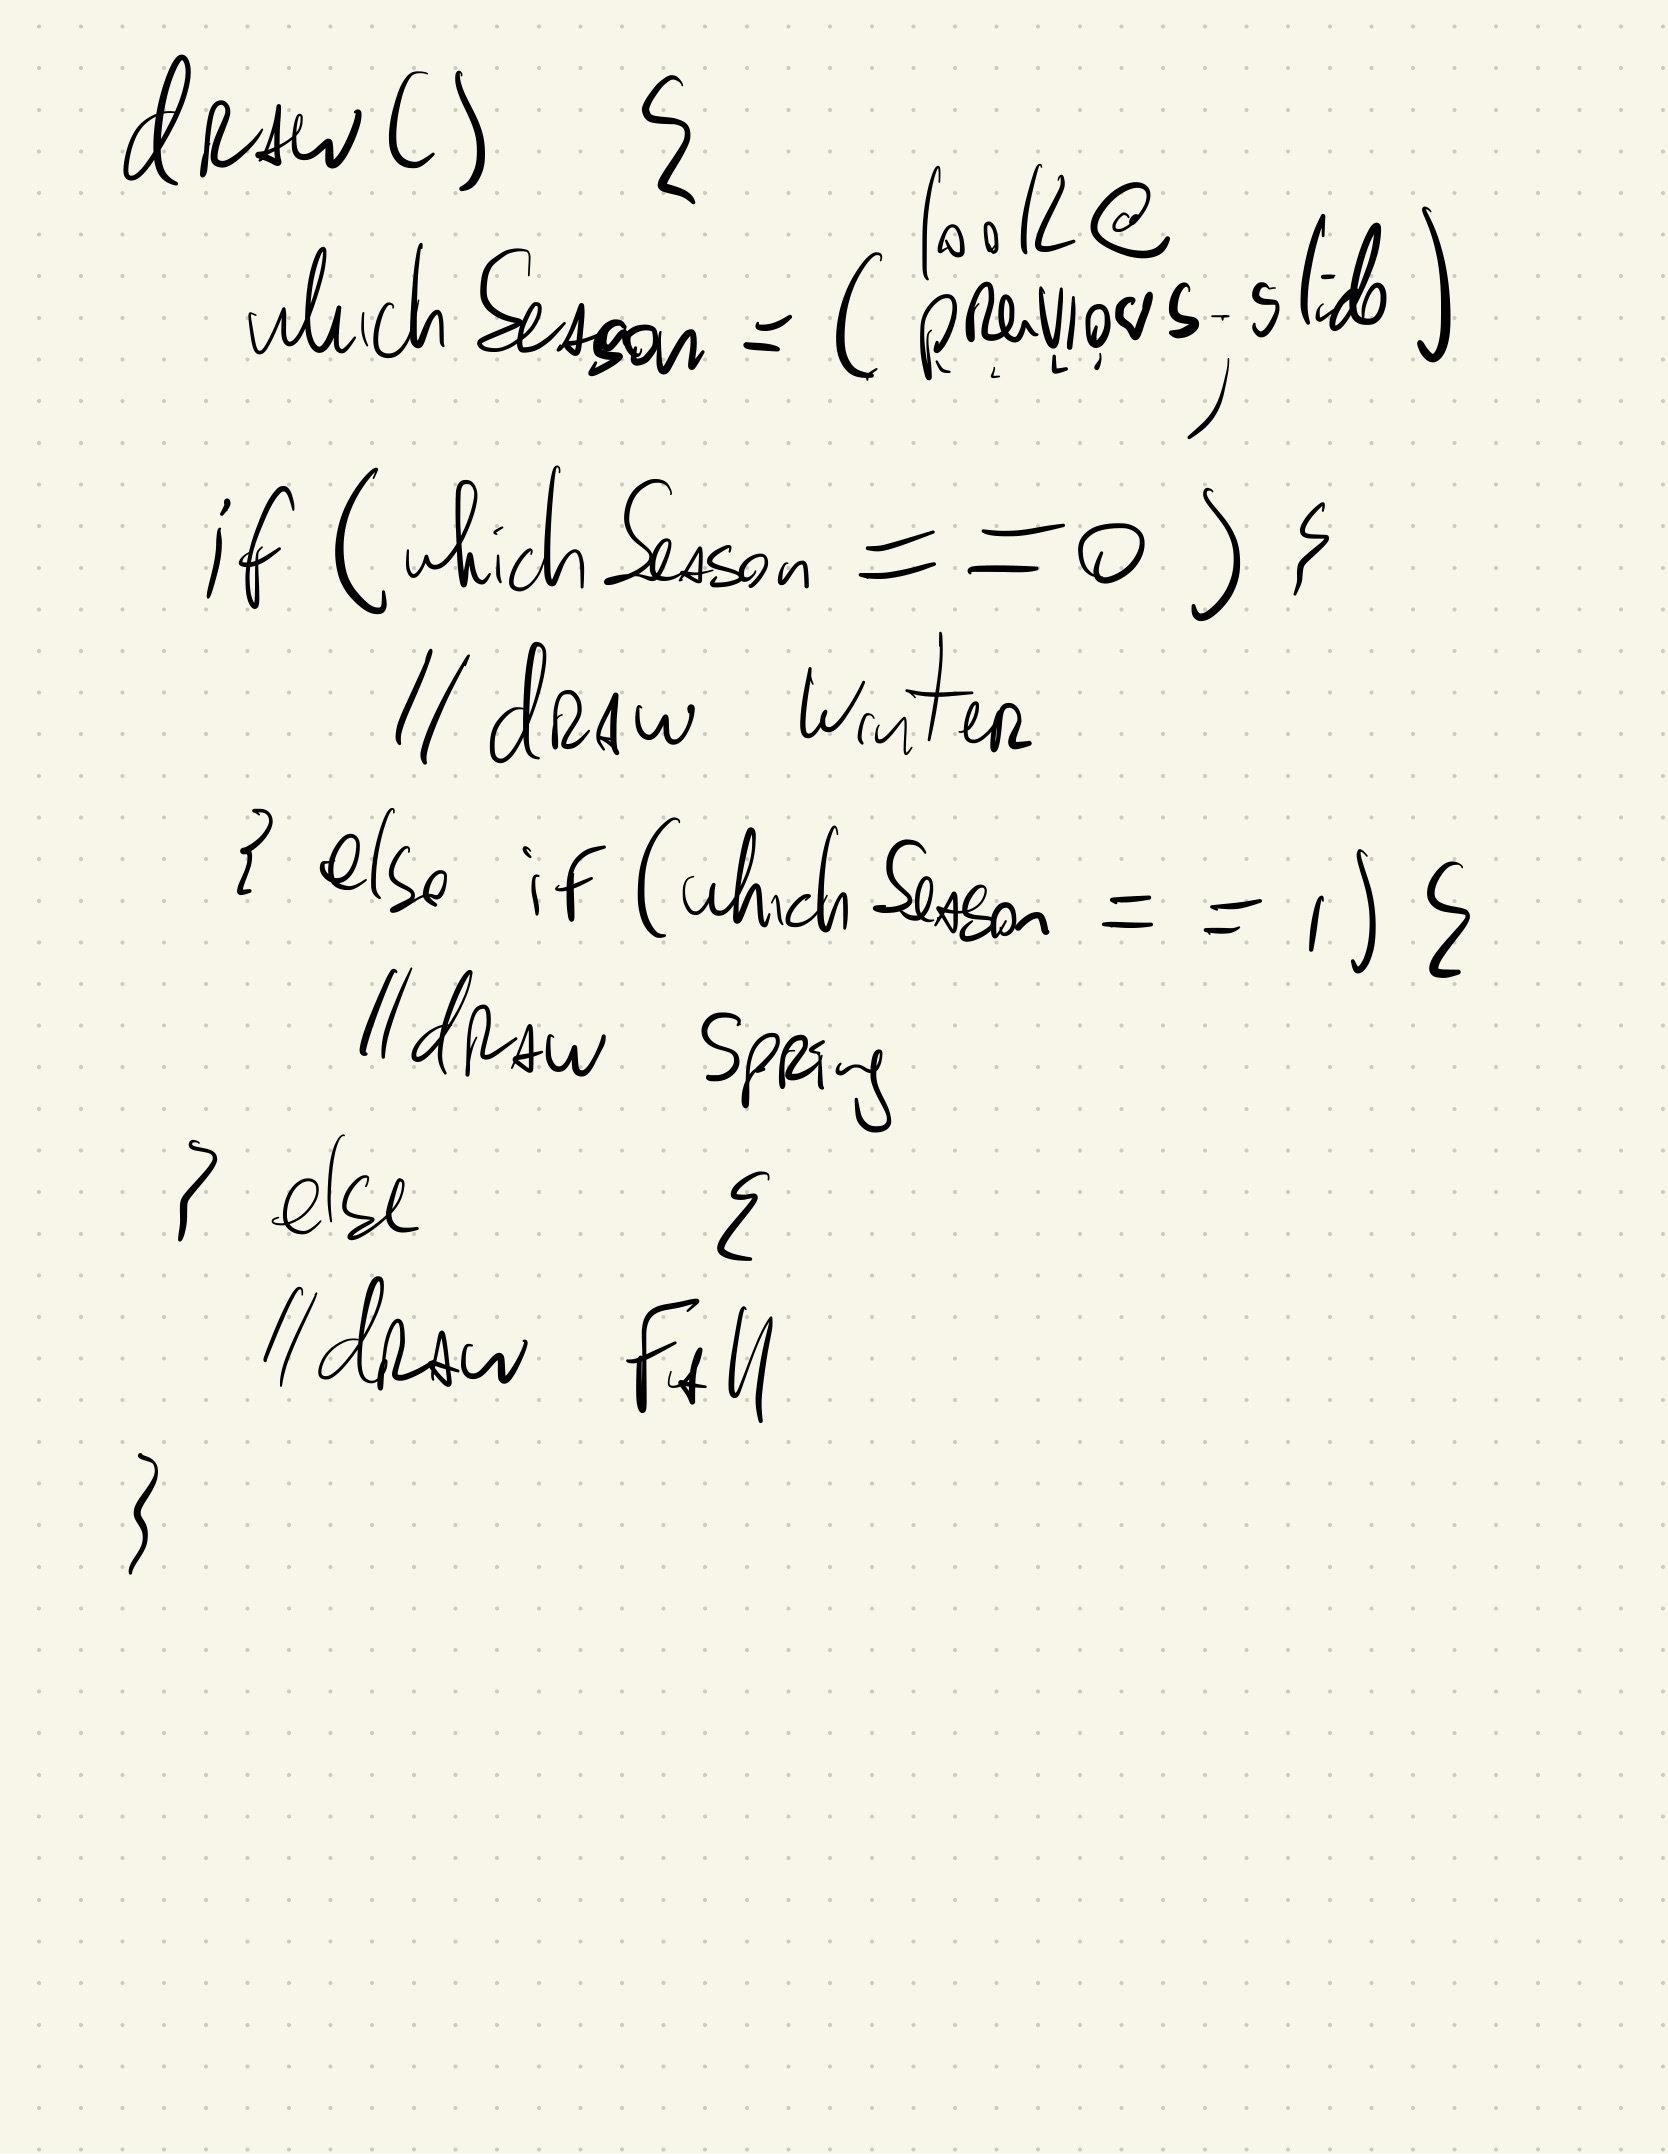 draw() {
look @
whichSeason = ( previous slide )
if (whichSeason == 0) {
// draw winter
} else if (whichSeason == 1) {
// draw Spring
} else {
// draw Fall
}